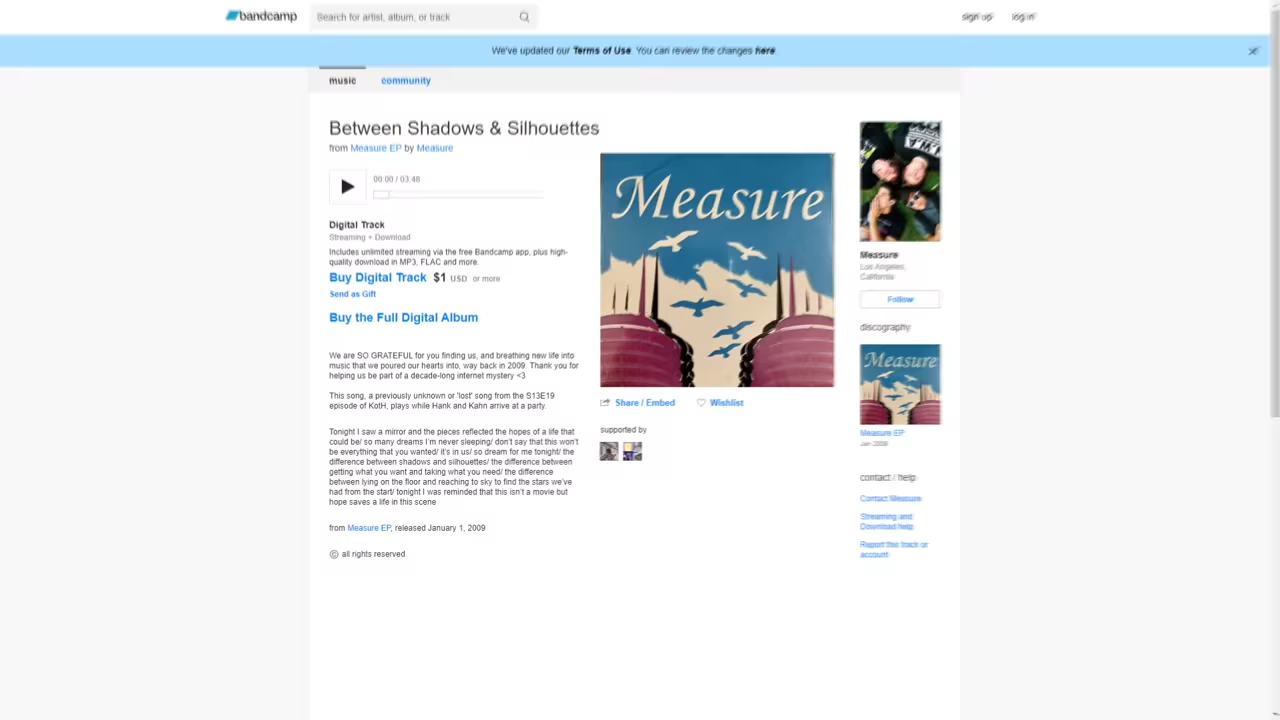 bandcamp
Search for artist, album, or track
sign up
log in
We've updated our Terms of Use. You can review the changes here.
music
community
Between Shadows & Silhouettes
from Measure EP by Measure
00:00 / 03:48
Digital Track
Streaming + Download
Includes unlimited streaming via the free Bandcamp app, plus high-
quality download in MP3, FLAC and more.
Buy Digital Track $1 USD or more
Send as Gift
Buy the Full Digital Album
We are SO GRATEFUL for you finding us, and breathing new life into
music that we poured our hearts into, way back in 2009. Thank you for
helping us be part of a decade-long internet mystery <3
This song, a previously unknown or 'lost' song from the S13E19
episode of KotH, plays while Hank and Kahn arrive at a party.
Tonight I saw a mirror and the pieces reflected the hopes of a life that
could be/ so many dreams I'm never sleeping/ don't say that this won't
be everything that you wanted/ it's in us/ so dream for me tonight/ the
difference between shadows and silhouettes/ the difference between
getting what you want and taking what you need/ the difference
between lying on the floor and reaching to sky to find the stars we've
had from the start/ tonight I was reminded that this isn't a movie but
hope saves a life in this scene
from Measure EP, released January 1, 2009
© all rights reserved
Measure
Share / Embed
Wishlist
supported by
Measure
Los Angeles,
California
Follow
discography
Measure
Measure EP
Jan 2009
contact / help
Contact Measure
Streaming and
Download help
Report this track or
account